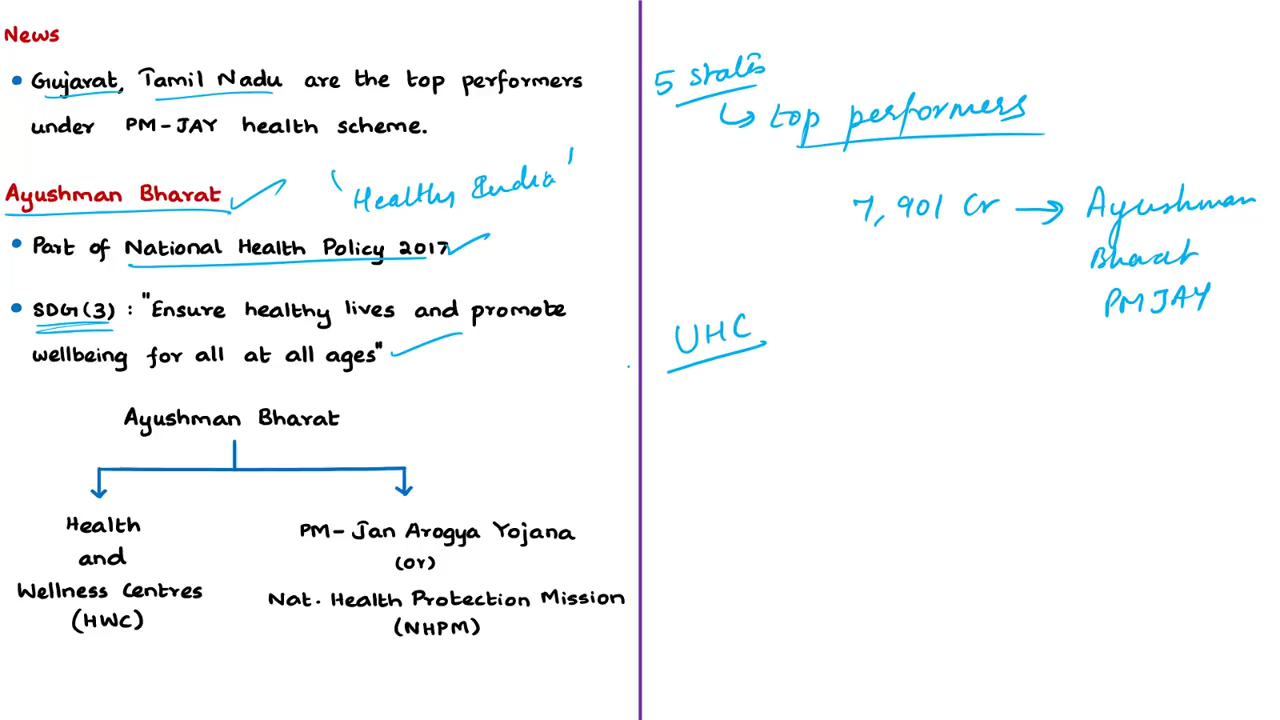 News
• Gujarat, Tamil Nadu are the top performers
under PM-JAY health scheme.
Ayushman Bharat
'Healthy India'
• Part of National Health Policy 2017
• SDG(3) : "Ensure healthy lives and promote
wellbeing for all at all ages"
Ayushman Bharat
Health
and
Wellness Centres
(HWC)
PM- Jan Arogya Yojana
(or)
Nat. Health Protection Mission
(NHPM)
5 states
↳ top performers
7,901 Cr → Ayushman
Bharat
PMJAY
UHC